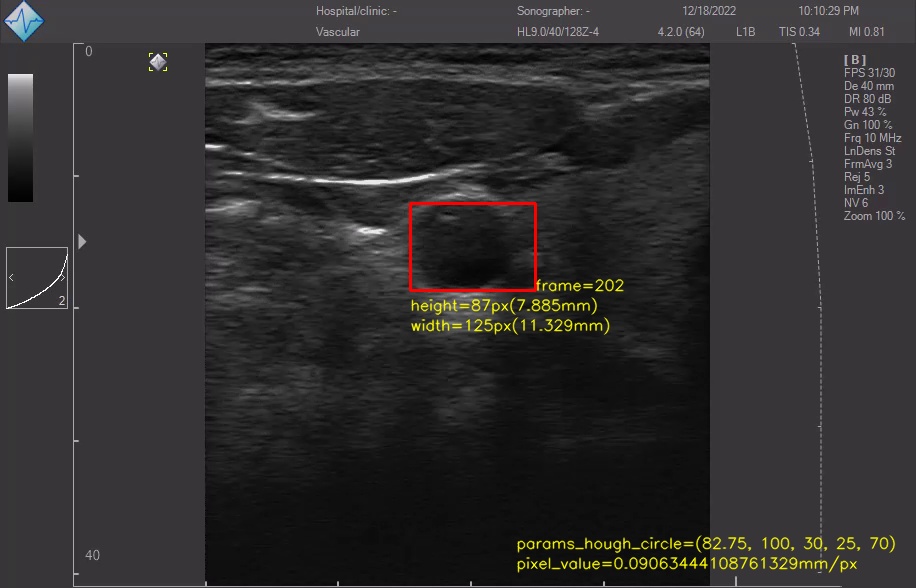 Hospital/clinic: - Sonographer: - 12/18/2022 10:10:29 PM
Vascular HL9.0/40/128Z-4 4.2.0 (64) L1B TIS 0.34 MI 0.81
0
[ B ]
FPS 31/30
De 40 mm
DR 80 dB
Pw 43 %
Gn 100 %
Frq 10 MHz
LnDens St
FrmAvg 3
Rej 5
ImEnh 3
NV 6
Zoom 100 %
2
frame=202
height=87px(7.885mm)
width=125px(11.329mm)
40
params_hough_circle=(82.75, 100, 30, 25, 70)
pixel_value=0.09063444108761329mm/px